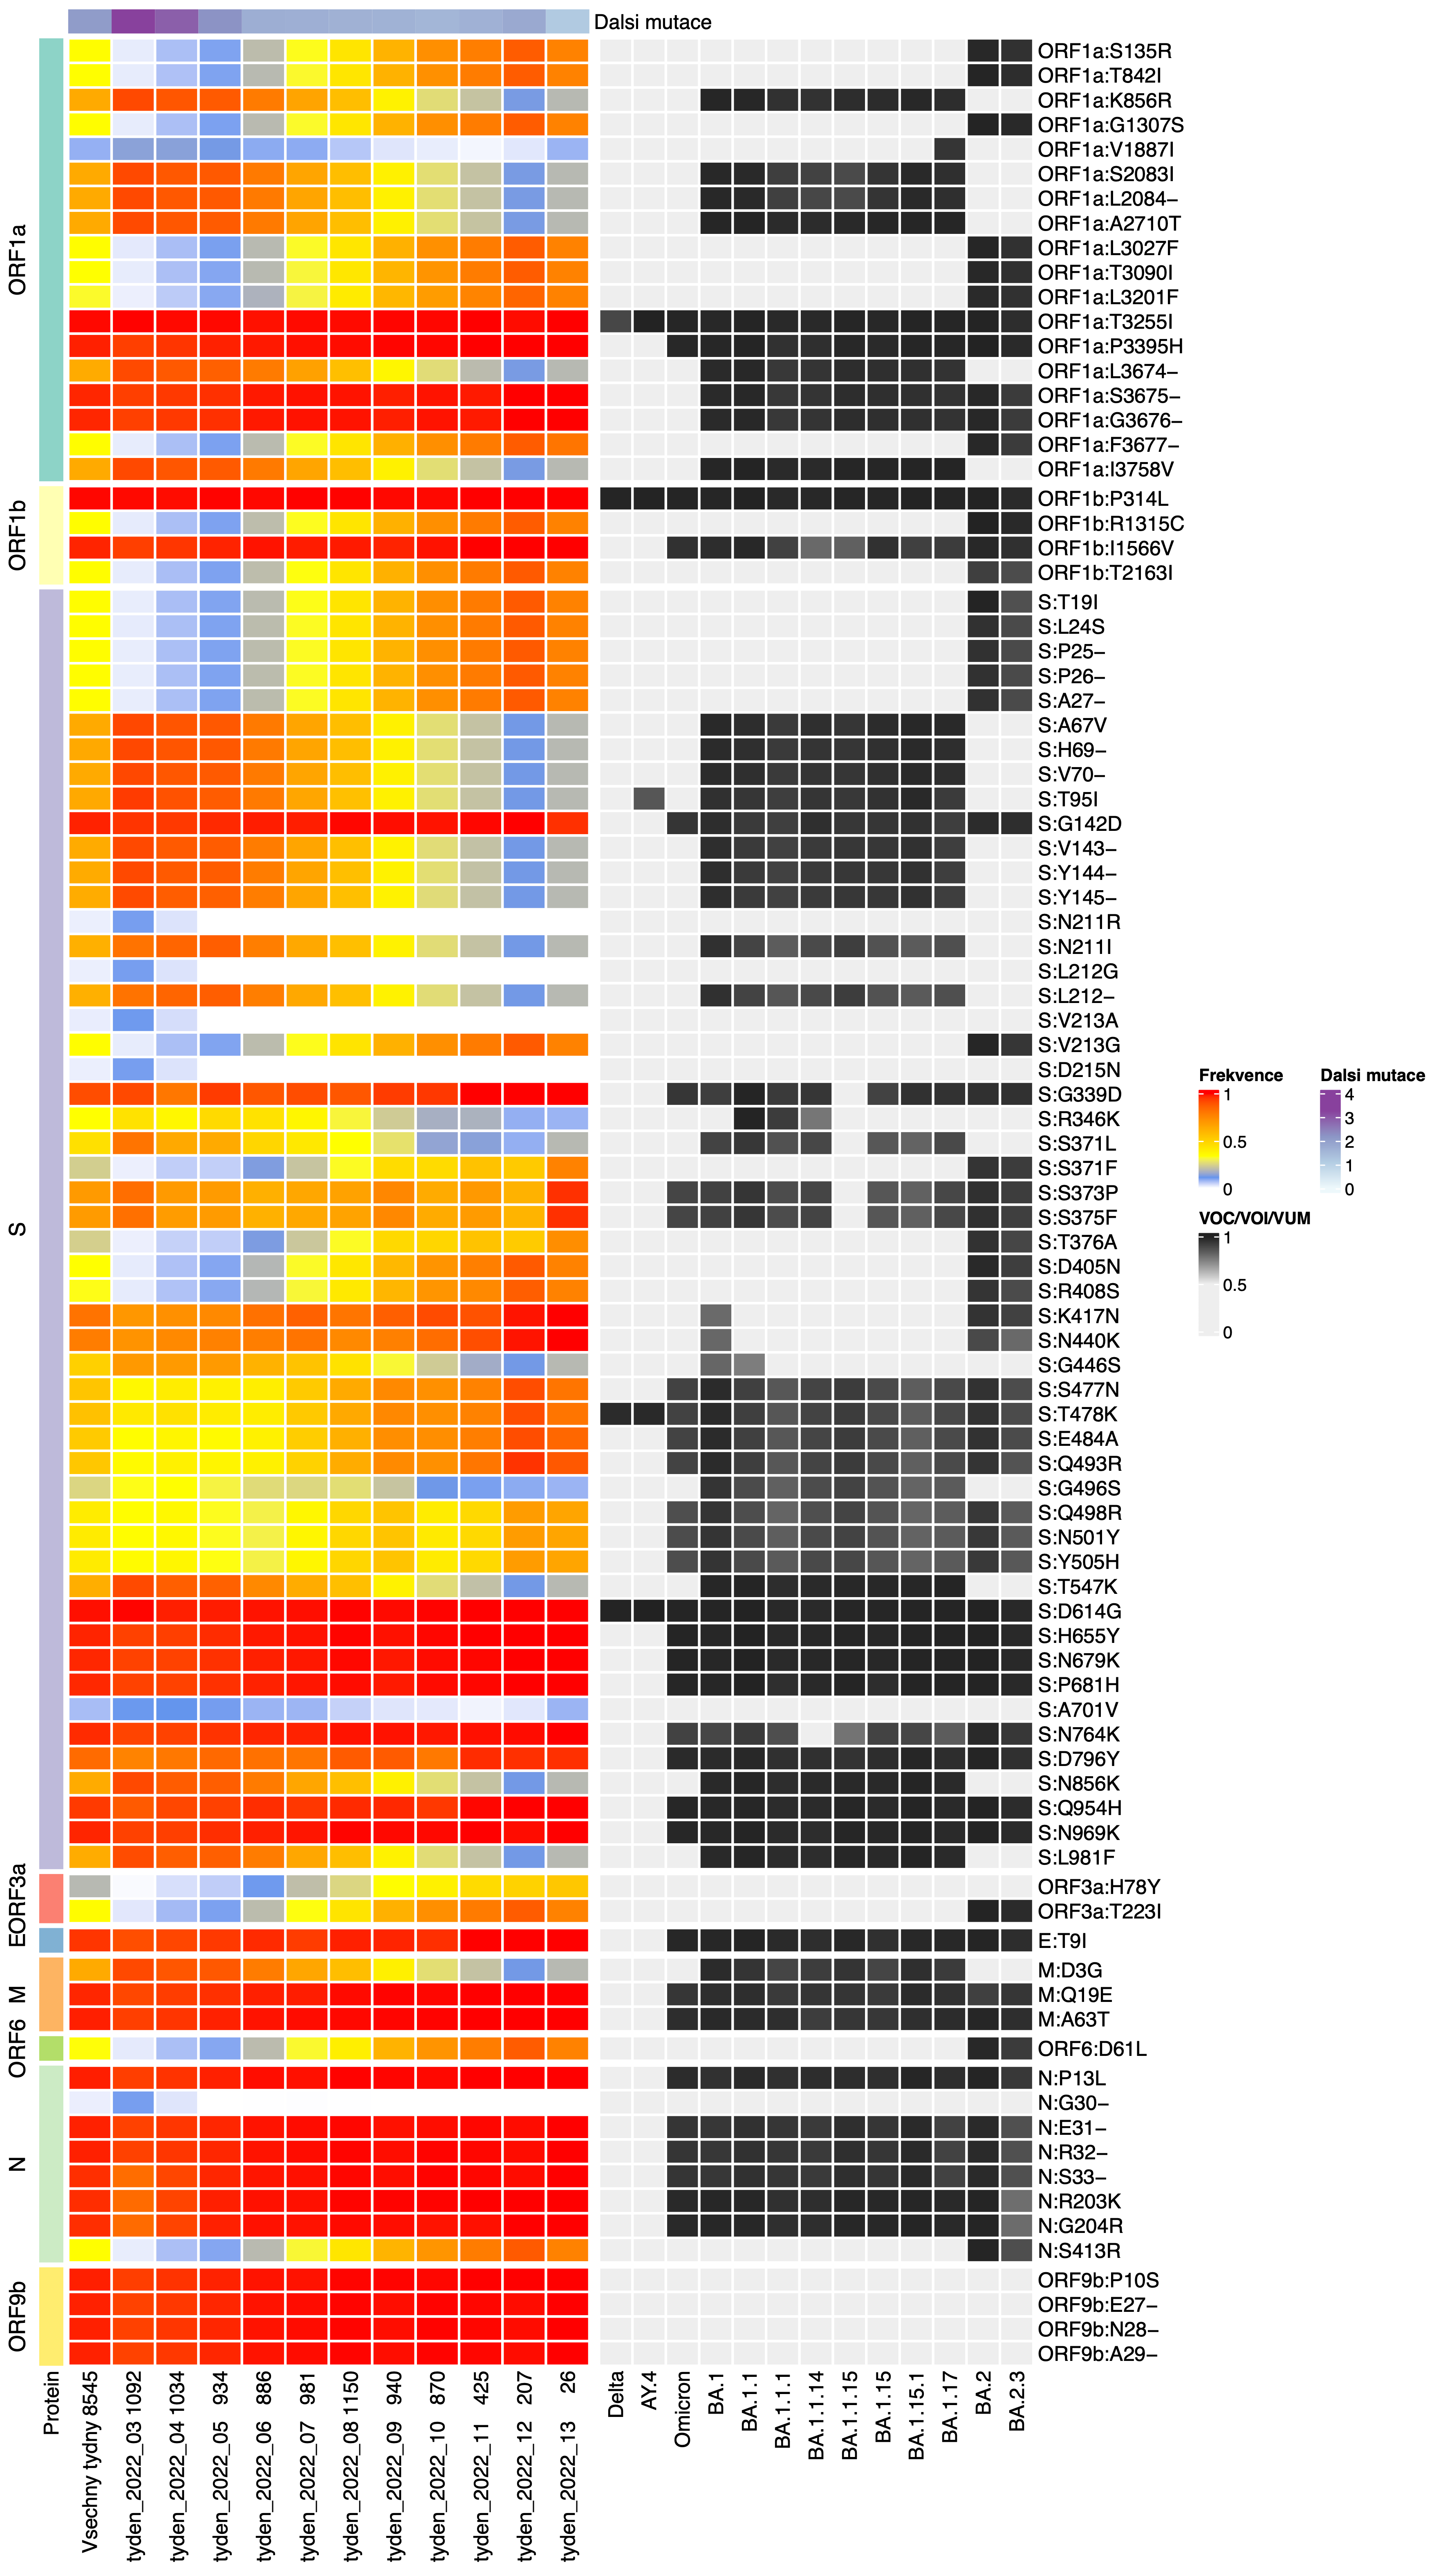 Dalsi mutace
ORF1a
ORF1a:S135R
ORF1a:T842I
ORF1a:K856R
ORF1a:G1307S
ORF1a:V1887I
ORF1a:S2083I
ORF1a:L2084–
ORF1a:A2710T
ORF1a:L3027F
ORF1a:T3090I
ORF1a:L3201F
ORF1a:T3255I
ORF1a:P3395H
ORF1a:L3674–
ORF1a:S3675–
ORF1a:G3676–
ORF1a:F3677–
ORF1a:I3758V
ORF1b
ORF1b:P314L
ORF1b:R1315C
ORF1b:I1566V
ORF1b:T2163I
S
S:T19I
S:L24S
S:P25–
S:P26–
S:A27–
S:A67V
S:H69–
S:V70–
S:T95I
S:G142D
S:V143–
S:Y144–
S:Y145–
S:N211R
S:N211I
S:L212G
S:L212–
S:V213A
S:V213G
S:D215N
S:G339D
S:R346K
S:S371L
S:S371F
S:S373P
S:S375F
S:T376A
S:D405N
S:R408S
S:K417N
S:N440K
S:G446S
S:S477N
S:T478K
S:E484A
S:Q493R
S:G496S
S:Q498R
S:N501Y
S:Y505H
S:T547K
S:D614G
S:H655Y
S:N679K
S:P681H
S:A701V
S:N764K
S:D796Y
S:N856K
S:Q954H
S:N969K
S:L981F
ORF3a
ORF3a:H78Y
ORF3a:T223I
E
E:T9I
M
M:D3G
M:Q19E
M:A63T
ORF6
ORF6:D61L
N
N:P13L
N:G30–
N:E31–
N:R32–
N:S33–
N:R203K
N:G204R
N:S413R
ORF9b
ORF9b:P10S
ORF9b:E27–
ORF9b:N28–
ORF9b:A29–
Protein
Vsechny tydny 8545
tyden_2022_03 1092
tyden_2022_04 1034
tyden_2022_05 934
tyden_2022_06 886
tyden_2022_07 981
tyden_2022_08 1150
tyden_2022_09 940
tyden_2022_10 870
tyden_2022_11 425
tyden_2022_12 207
tyden_2022_13 26
Delta
AY.4
Omicron
BA.1
BA.1.1
BA.1.1.1
BA.1.1.14
BA.1.1.15
BA.1.15
BA.1.15.1
BA.1.17
BA.2
BA.2.3
Frekvence
1
0.5
0
Dalsi mutace
4
3
2
1
0
VOC/VOI/VUM
1
0.5
0